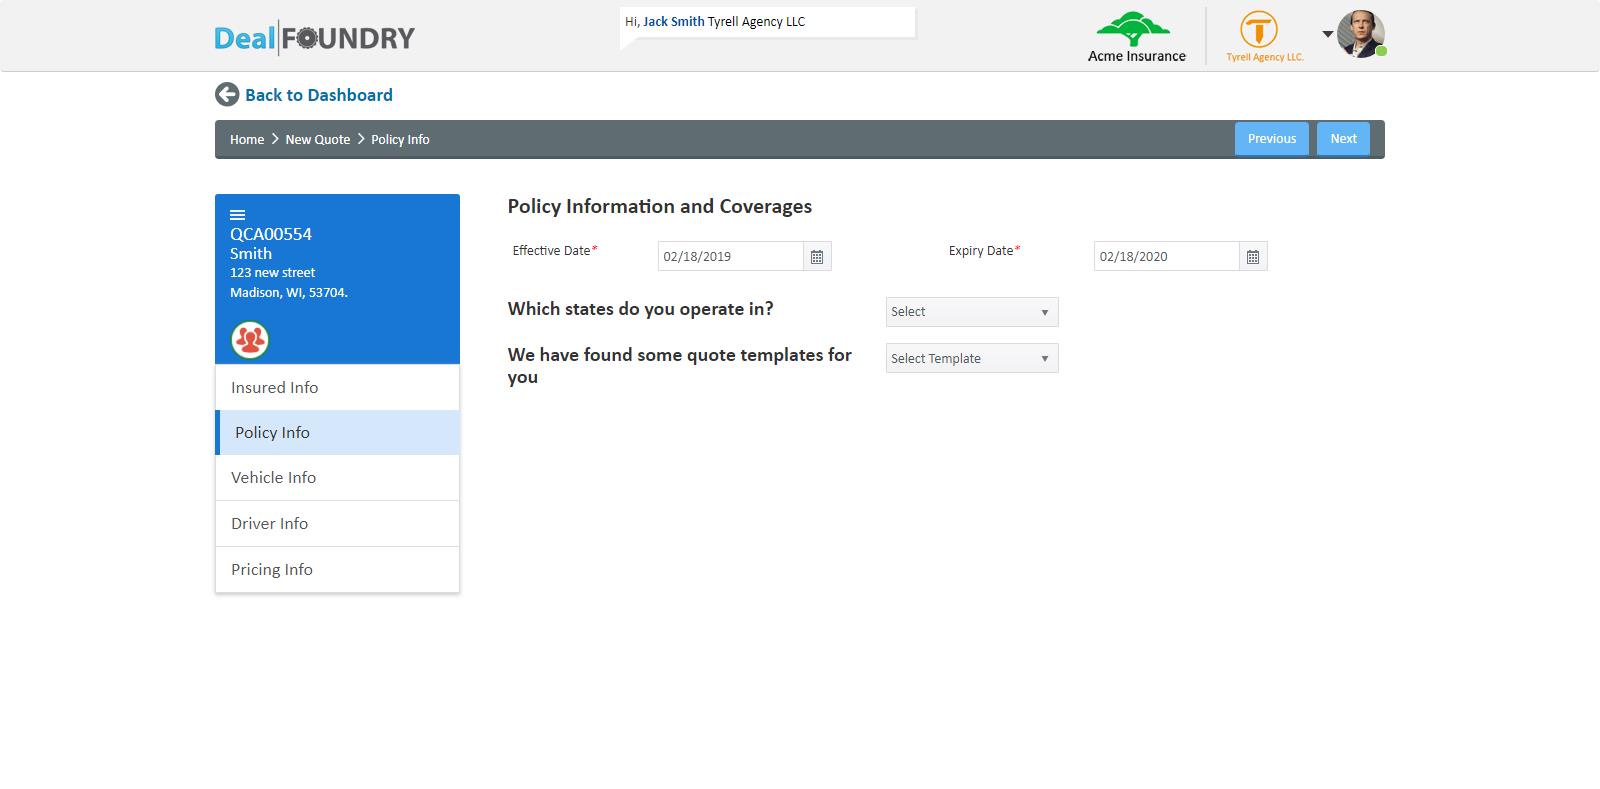 Deal FOUNDRY
Hi, Jack Smith Tyrell Agency LLC
Acme Insurance
Tyrell Agency LLC.
Back to Dashboard
Home > New Quote > Policy Info
Previous
Next
QCA00554
Smith
123 new street
Madison, WI, 53704.
Insured Info
Policy Info
Vehicle Info
Driver Info
Pricing Info
Policy Information and Coverages
Effective Date*
02/18/2019
Expiry Date*
02/18/2020
Which states do you operate in?
Select
We have found some quote templates for
you
Select Template